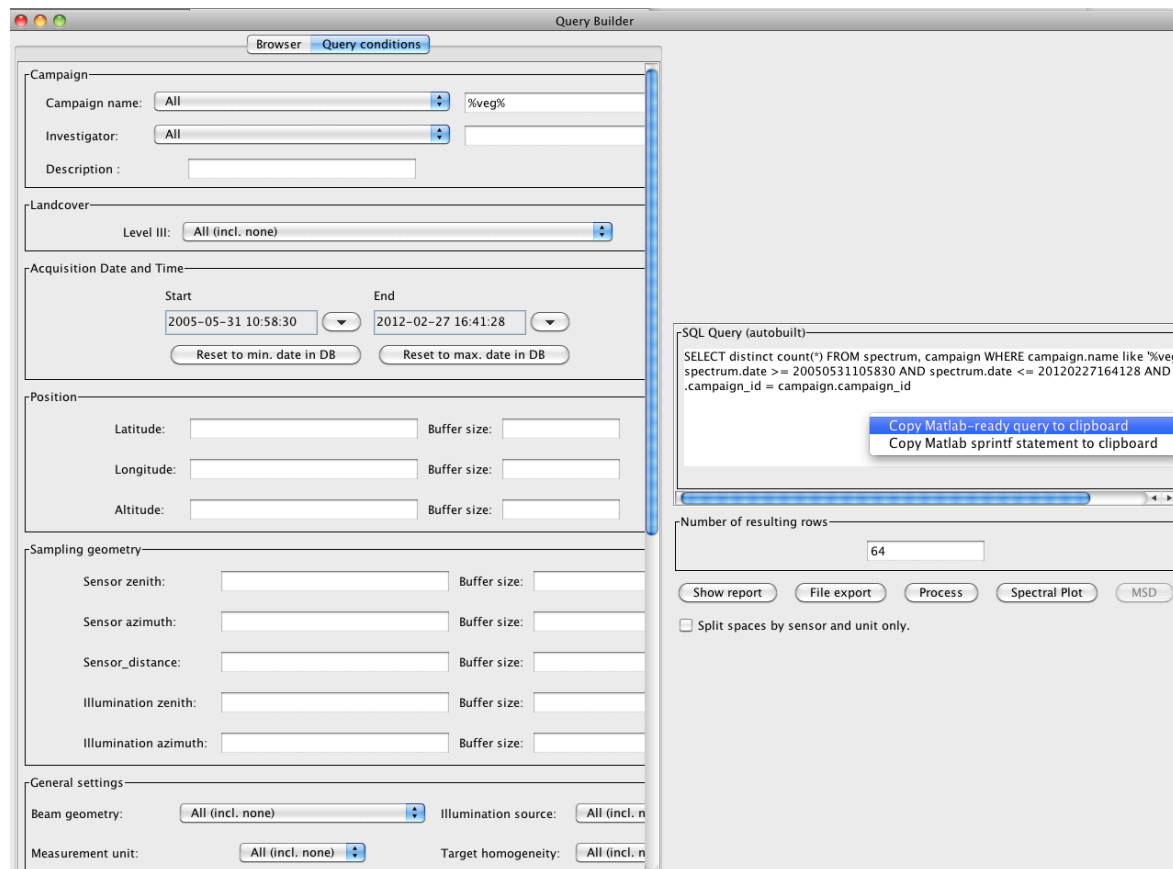 Query Builder
Browser Query conditions
Campaign
Campaign name: All %veg%
Investigator: All
Description :
Landcover
Level III: All (incl. none)
Acquisition Date and Time
Start End
2005-05-31 10:58:30 2012-02-27 16:41:28
Reset to min. date in DB Reset to max. date in DB
Position
Latitude: Buffer size:
Longitude: Buffer size:
Altitude: Buffer size:
Sampling geometry
Sensor zenith: Buffer size:
Sensor azimuth: Buffer size:
Sensor_distance: Buffer size:
Illumination zenith: Buffer size:
Illumination azimuth: Buffer size:
General settings
Beam geometry: All (incl. none) Illumination source: All (incl. n
Measurement unit: All (incl. none) Target homogeneity: All (incl. n
SQL Query (autobuilt)
SELECT distinct count(*) FROM spectrum, campaign WHERE campaign.name like '%veg
spectrum.date >= 20050531105830 AND spectrum.date <= 20120227164128 AND
.campaign_id = campaign.campaign_id
Copy Matlab-ready query to clipboard
Copy Matlab sprintf statement to clipboard
Number of resulting rows
64
Show report File export Process Spectral Plot MSD
Split spaces by sensor and unit only.